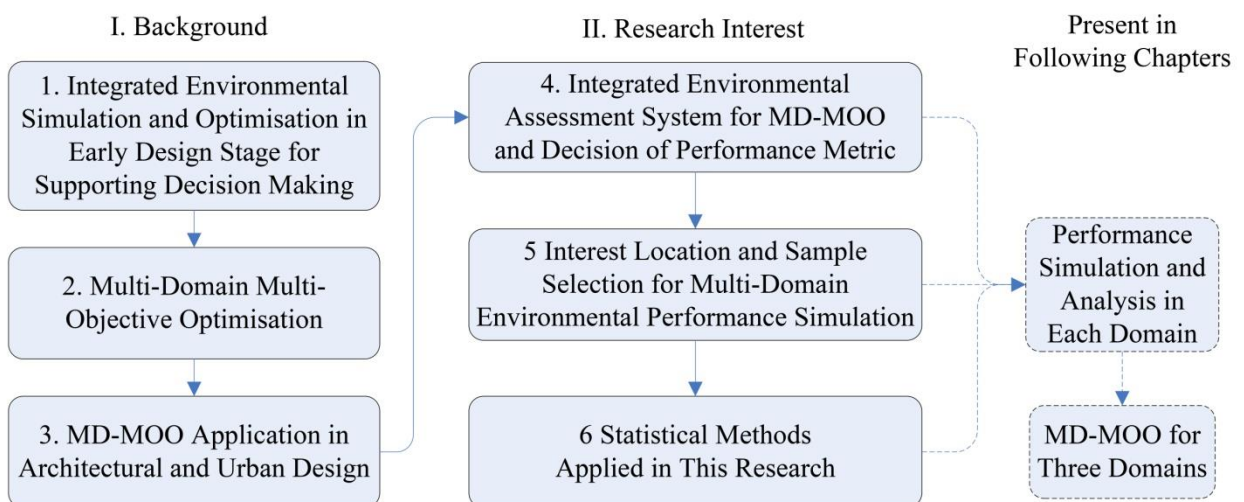 I. Background
1. Integrated Environmental
Simulation and Optimisation in
Early Design Stage for
Supporting Decision Making
2. Multi-Domain Multi-
Objective Optimisation
3. MD-MOO Application in
Architectural and Urban Design
II. Research Interest
4. Integrated Environmental
Assessment System for MD-MOO
and Decision of Performance Metric
5 Interest Location and Sample
Selection for Multi-Domain
Environmental Performance Simulation
6 Statistical Methods
Applied in This Research
Present in
Following Chapters
Performance
Simulation and
Analysis in
Each Domain
MD-MOO for
Three Domains